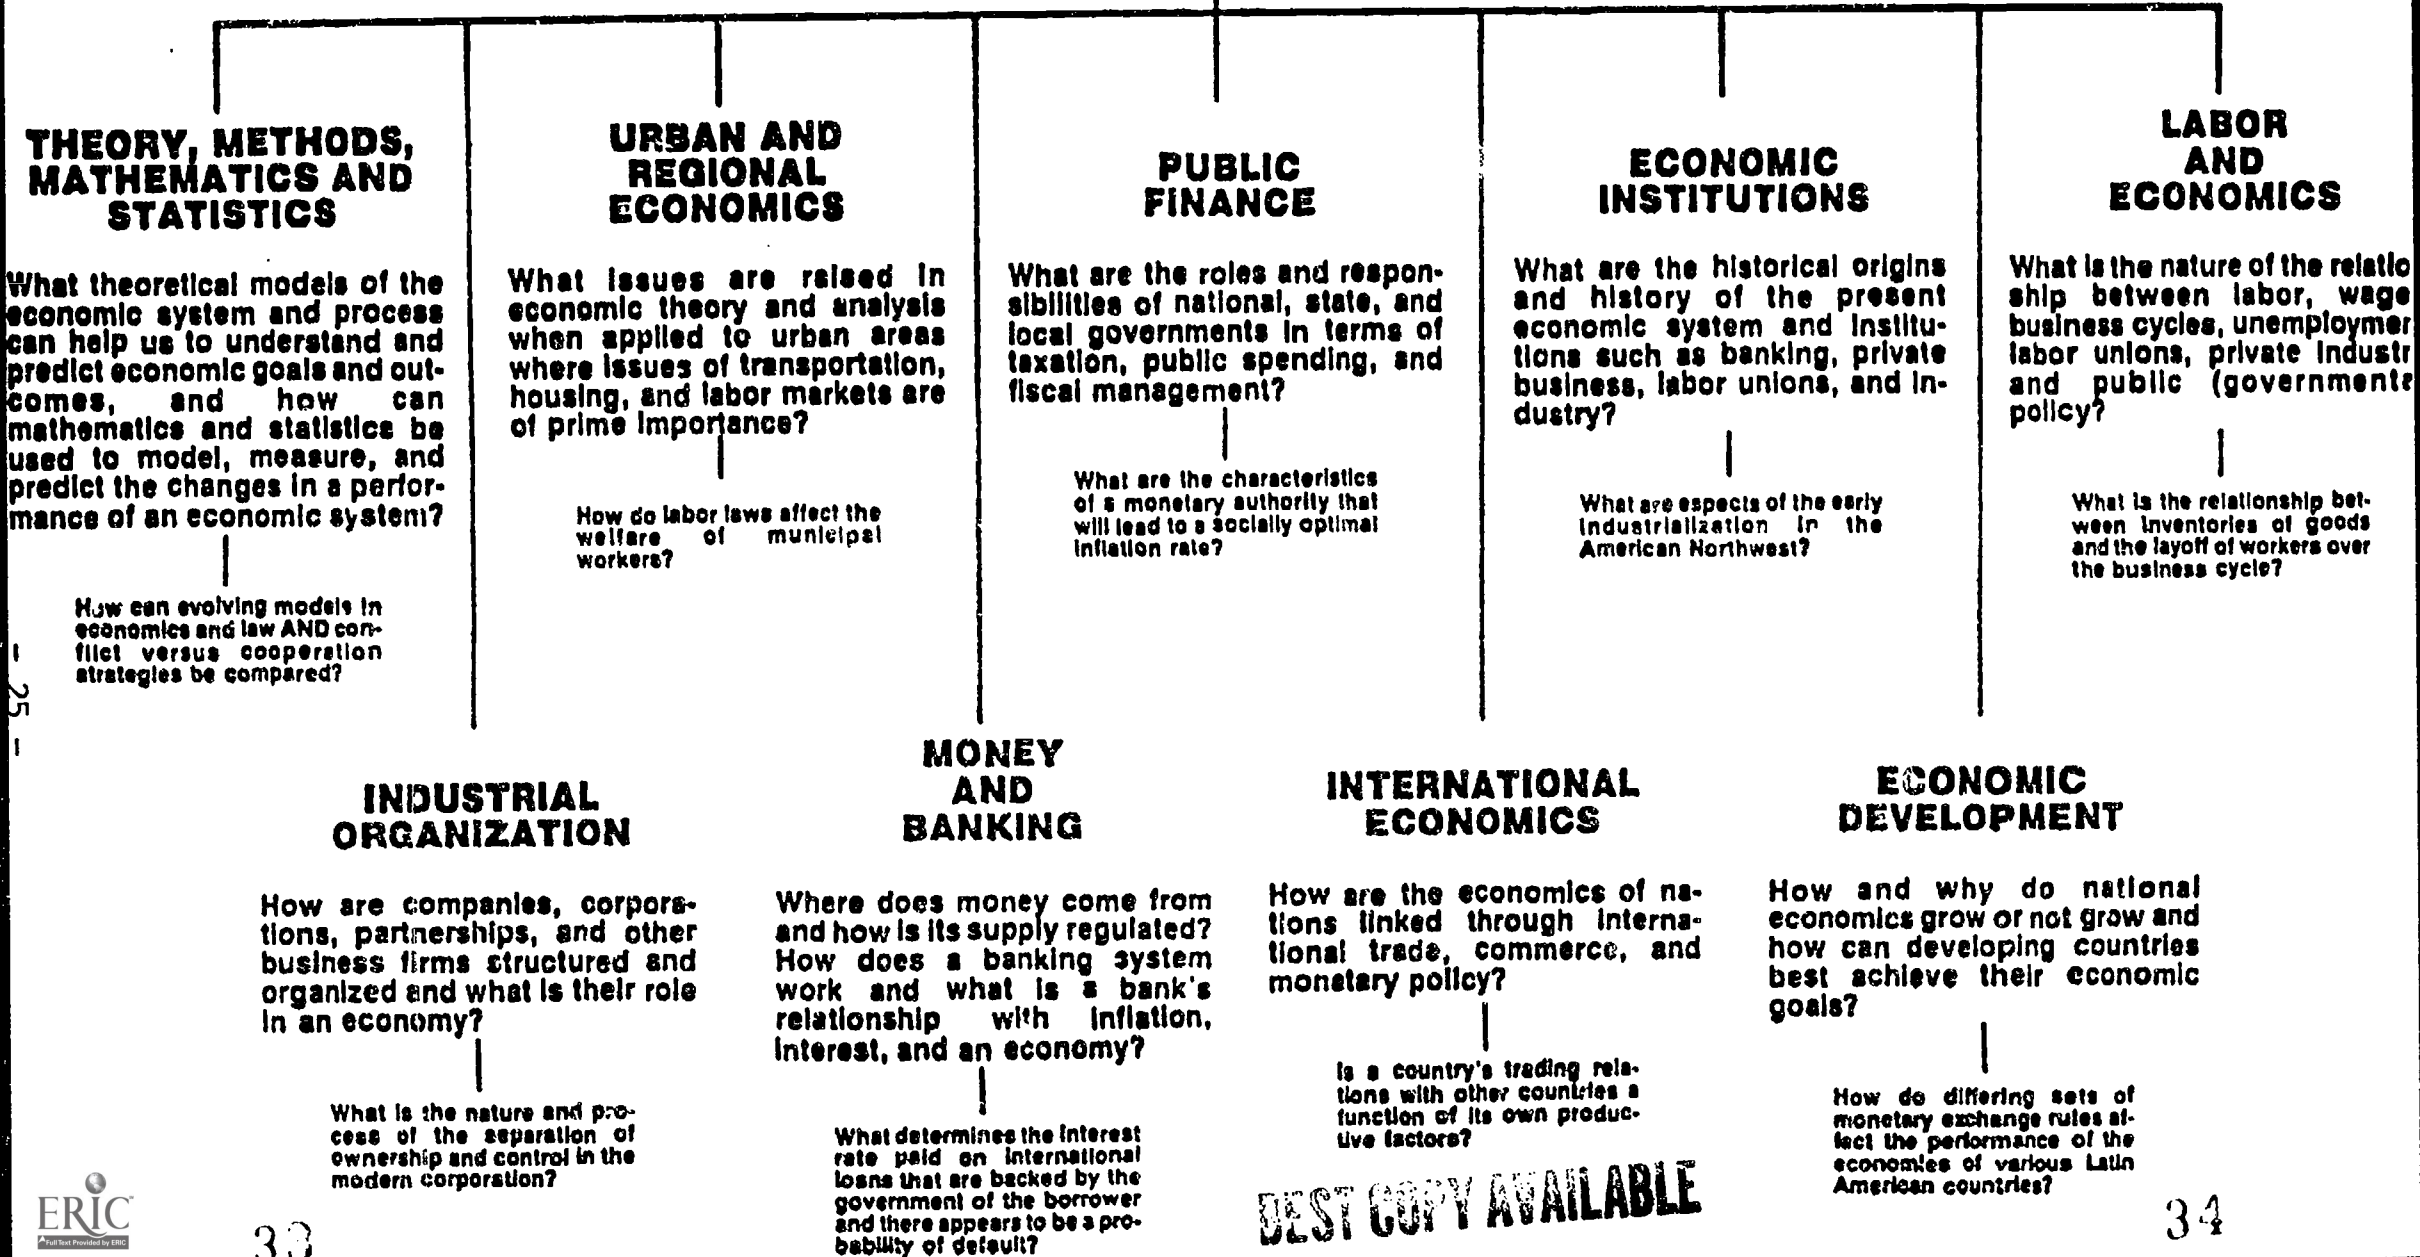 THEORY, METHODS,
MATHEMATICS AND
STATISTICS
What theoretical models of the
economic system and process
can help us to understand and
predict economic goals and out-
comes, and how can
mathematics and statistics be
used to model, measure, and
predict the changes in a perfor-
mance of an economic system?
How can evolving models in
economics and law AND con-
flict versus cooperation
strategies be compared?
URBAN AND
REGIONAL
ECONOMICS
What issues are raised in
economic theory and analysis
when applied to urban areas
where issues of transportation,
housing, and labor markets are
of prime importance?
How do labor laws affect the
welfare of municipal
workers?
PUBLIC
FINANCE
What are the roles and respon-
sibilities of national, state, and
local governments in terms of
taxation, public spending, and
fiscal management?
What are the characteristics
of a monetary authority that
will lead to a socially optimal
inflation rate?
ECONOMIC
INSTITUTIONS
What are the historical origins
and history of the present
economic system and institu-
tions such as banking, private
business, labor unions, and in-
dustry?
What are espects of the early
industrialization in the
American Northwest?
LABOR
AND
ECONOMICS
What is the nature of the relatio
ship between labor, wage
business cycles, unemploymer
labor unions, private industr
and public (government
policy?
What is the relationship bet-
ween inventories of goods
and the layoff of workers over
the business cycle?
- 25 -
INDUSTRIAL
ORGANIZATION
How are companies, corpora-
tions, partnerships, and other
business firms structured and
organized and what is their role
in an economy?
What is the nature and pro-
cess of the separation of
ownership and control in the
modern corporation?
MONEY
AND
BANKING
Where does money come from
and how is its supply regulated?
How does a banking system
work and what is a bank's
relationship with inflation,
interest, and an economy?
What determines the interest
rate paid on international
loans that are backed by the
government of the borrower
and there appears to be a pro-
bability of default?
INTERNATIONAL
ECONOMICS
How are the economics of na-
tions linked through interna-
tional trade, commerce, and
monetary policy?
Is a country's trading rela-
tions with other countries a
function of its own produc-
tive factors?
ECONOMIC
DEVELOPMENT
How and why do national
economics grow or not grow and
how can developing countries
best achieve their economic
goals?
How do differing sets of
monetary exchange rules af-
fect the performance of the
economies of various Latin
American countries?
BEST COPY AVAILABLE
ERIC
Full Text Provided by ERIC
33
34